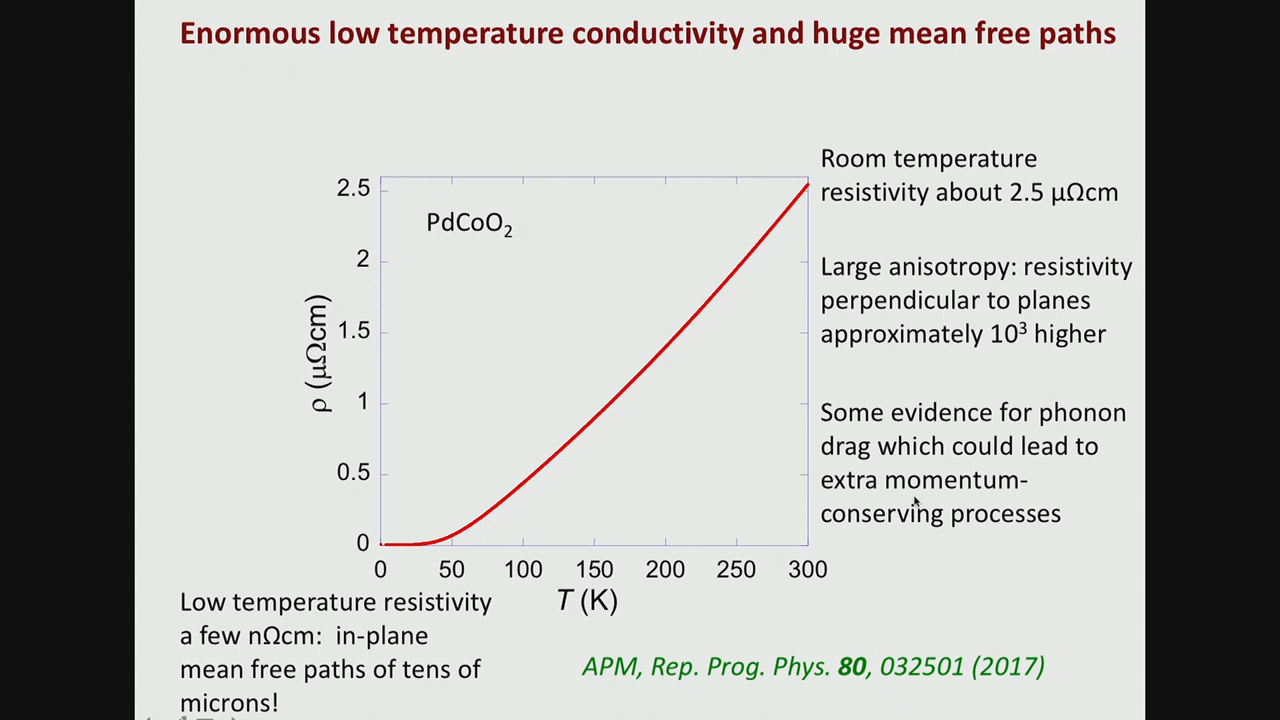 Enormous low temperature conductivity and huge mean free paths
Room temperature
resistivity about 2.5 μΩcm
Large anisotropy: resistivity
perpendicular to planes
approximately 10³ higher
Some evidence for phonon
drag which could lead to
extra momentum-
conserving processes
PdCoO₂
ρ (μΩcm)
2.5
2
1.5
1
0.5
0
0 50 100 150 200 250 300
T (K)
Low temperature resistivity
a few nΩcm: in-plane
mean free paths of tens of
microns!
APM, Rep. Prog. Phys. 80, 032501 (2017)